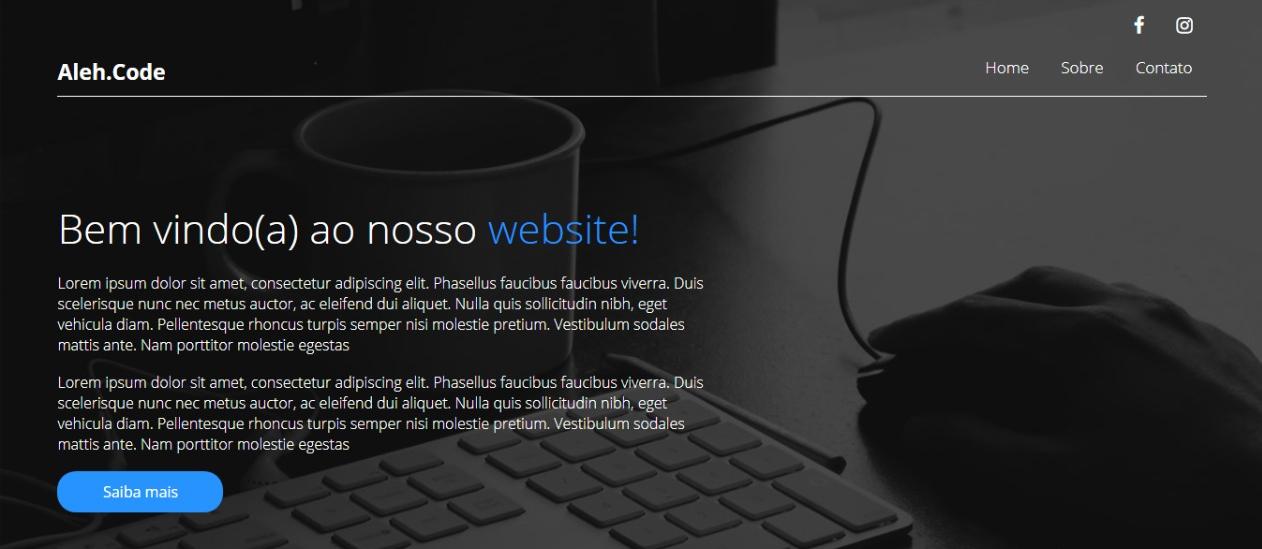 Aleh.Code
Home Sobre Contato
Bem vindo(a) ao nosso website!
Lorem ipsum dolor sit amet, consectetur adipiscing elit. Phasellus faucibus faucibus viverra. Duis
scelerisque nunc nec metus auctor, ac eleifend dui aliquet. Nulla quis sollicitudin nibh, eget
vehicula diam. Pellentesque rhoncus turpis semper nisi molestie pretium. Vestibulum sodales
mattis ante. Nam porttitor molestie egestas
Lorem ipsum dolor sit amet, consectetur adipiscing elit. Phasellus faucibus faucibus viverra. Duis
scelerisque nunc nec metus auctor, ac eleifend dui aliquet. Nulla quis sollicitudin nibh, eget
vehicula diam. Pellentesque rhoncus turpis semper nisi molestie pretium. Vestibulum sodales
mattis ante. Nam porttitor molestie egestas
Saiba mais